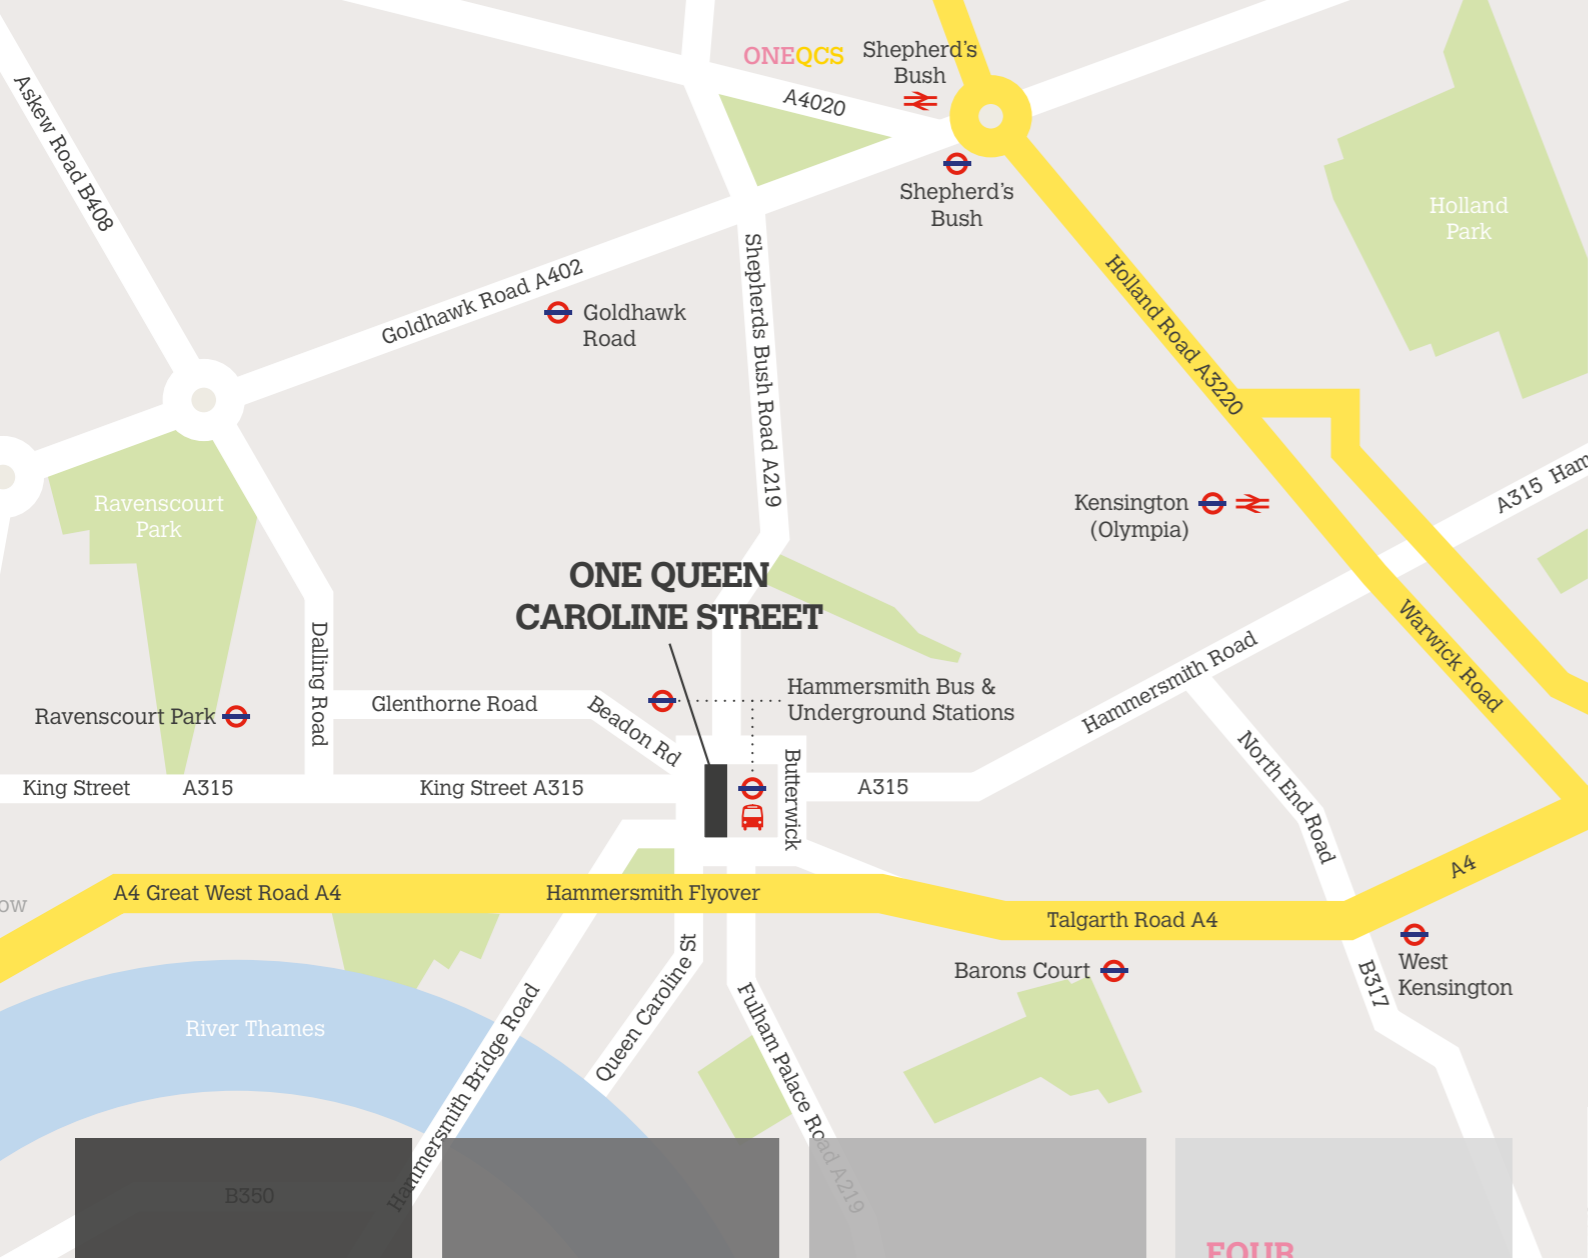 ONEQCS
Shepherd's
Bush
A4020
Askew Road B408
Shepherd's
Bush
Holland
Park
Goldhawk Road A402
Goldhawk
Road
Shepherds Bush Road A219
Holland Road A3220
Ravenscourt
Park
Kensington
(Olympia)
A315 Ham
ONE QUEEN
CAROLINE STREET
Dalling Road
Warwick Road
Hammersmith Road
Ravenscourt Park
Glenthorne Road
Beadon Rd
Hammersmith Bus &
Underground Stations
North End Road
King Street
A315
King Street A315
Butterwick
A315
A4 Great West Road A4
Hammersmith Flyover
Talgarth Road A4
A4
ow
Barons Court
West
Kensington
B317
River Thames
Hammersmith Bridge Road
Queen Caroline St
Fulham Palace Road A219
B350
FOUR